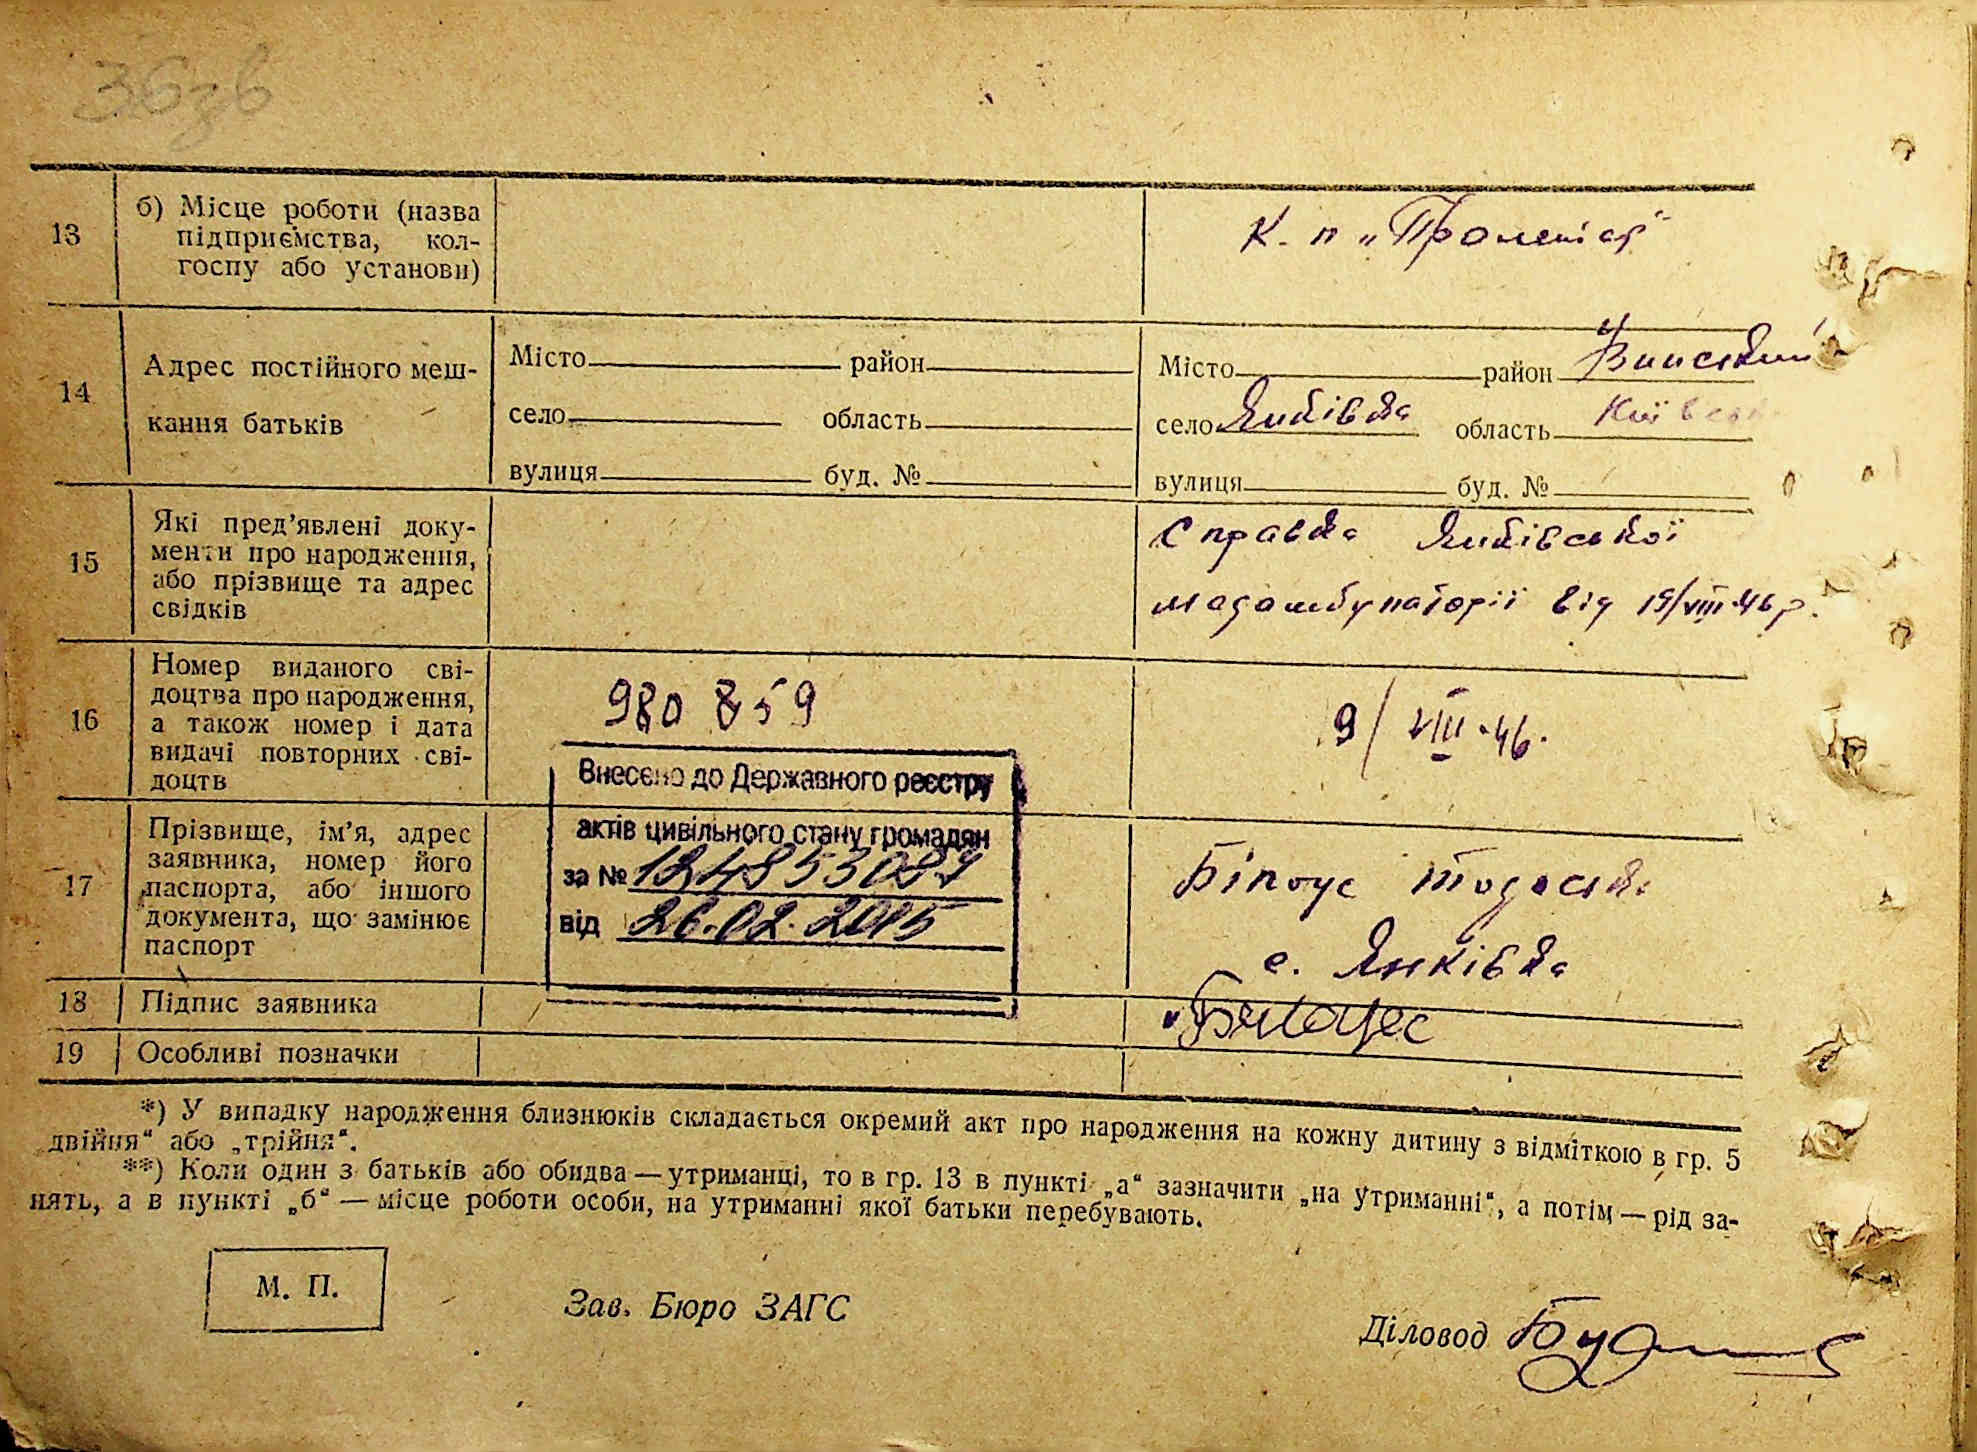 36зв
13
б) Місце роботи (назва
підприємства, кол-
госпу або установи)
К. п „Пролетар"
14
Адрес постійного меш-
кання батьків
Місто район
село область
вулиця буд. №
Місто район
село Янківка область Київськ
вулиця буд. №
15
Які пред'явлені доку-
менти про народження,
або прізвище та адрес
свідків
Справка Янківської
медамбулаторії від 19/VIII-46 р.
16
Номер виданого сві-
доцтва про народження,
а також номер і дата
видачі повторних сві-
доцтв
980 859
9/VIII-46.
Внесено до Державного реєстру
актів цивільного стану громадян
за №
від 26.02.2015
17
Прізвище, ім'я, адрес
заявника, номер його
паспорта, або іншого
документа, що замінює
паспорт
Білоус Тодоська
с. Янківка
18
Підпис заявника
19
Особливі позначки
*) У випадку народження близнюків складається окремий акт про народження на кожну дитину з відміткою в гр. 5
„двійня" або „трійня".
**) Коли один з батьків або обидва — утриманці, то в гр. 13 в пункті „а" зазначити „на утриманні", а потім — рід за-
нять, а в пункті „б" — місце роботи особи, на утриманні якої батьки перебувають.
М. П.
Зав. Бюро ЗАГС
Діловод